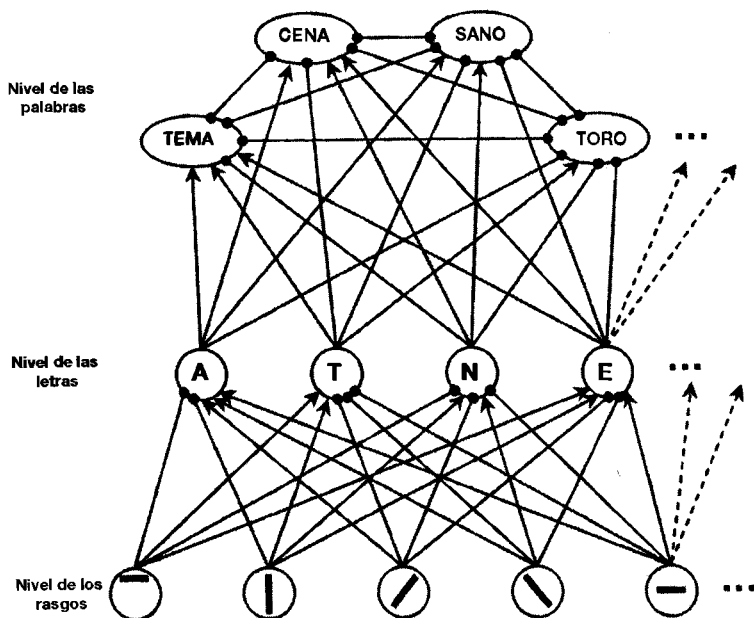 CENA
SANO
Nivel de las
palabras
TEMA
TORO
...
Nivel de las
letras
A
T
N
E
...
Nivel de los
rasgos
...